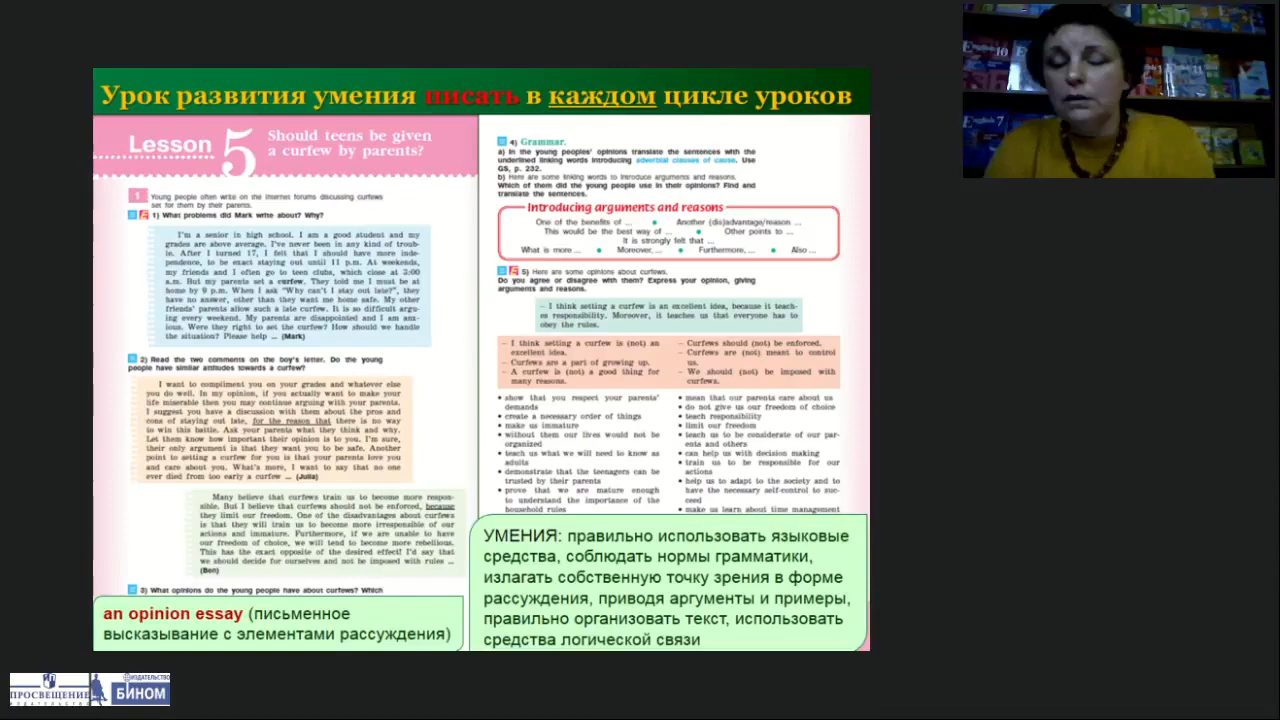 Урок развития умения писать в каждом цикле уроков
Lesson 5
Should teens be given
a curfew by parents?
1 Young people often write on the Internet forums discussing curfews
set for them by their parents.
1) What problems did Mark write about? Why?
I'm a senior in high school. I am a good student and my
grades are above average. I've never been in any kind of troub-
le. After I turned 17, I felt that I should have more inde-
pendence, to be exact staying out until 11 p.m. At weekends,
my friends and I often go to teen clubs, which close at 3:00
a.m. But my parents set a curfew. They told me I must be at
home by 9 p.m. When I ask "Why can't I stay out late?", they
have no answer, other than they want me home safe. My other
friends' parents allow such a late curfew. It is so difficult argu-
ing every weekend. My parents are disappointed and I am anx-
ious. Were they right to set the curfew? How should we handle
the situation? Please help ... (Mark)
2) Read the two comments on the boy's letter. Do the young
people have similar attitudes towards a curfew?
I want to compliment you on your grades and whatever else
you do well. In my opinion, if you actually want to make your
life miserable then you may continue arguing with your parents.
I suggest you have a discussion with them about the pros and
cons of staying out late, for the reason that there is no way
to win this battle. Ask your parents what they think and why.
Let them know how important their opinion is to you. I'm sure,
their only argument is that they want you to be safe. Another
point to setting a curfew for you is that your parents love you
and care about you. What's more, I want to say that no one
ever died from too early a curfew ... (Julia)
Many believe that curfews train us to become more respon-
sible. But I believe that curfews should not be enforced, because
they limit our freedom. One of the disadvantages about curfews
is that they will train us to become more irresponsible of our
actions and immature. Furthermore, if we are unable to have
our freedom of choice, we will tend to become more rebellious.
This has the exact opposite of the desired effect! I'd say that
we should decide for ourselves and not be imposed with rules ...
(Ben)
3) What opinions do the young people have about curfews? Which
an opinion essay (письменное
высказывание с элементами рассуждения)
4) Grammar.
a) In the young peoples' opinions translate the sentences with the
underlined linking words introducing adverbial clauses of cause. Use
GS, p. 232.
b) Here are some linking words to introduce arguments and reasons.
Which of them did the young people use in their opinions? Find and
translate the sentences.
Introducing arguments and reasons
One of the benefits of ... • Another (dis)advantage/reason ...
This would be the best way of ... • Other points to ...
It is strongly felt that ...
What is more ... • Moreover, ... • Furthermore, ... • Also ...
5) Here are some opinions about curfews.
Do you agree or disagree with them? Express your opinion, giving
arguments and reasons.
– I think setting a curfew is an excellent idea, because it teach-
es responsibility. Moreover, it teaches us that everyone has to
obey the rules.
– I think setting a curfew is (not) an
excellent idea.
– Curfews are a part of growing up.
– A curfew is (not) a good thing for
many reasons.
– Curfews should (not) be enforced.
– Curfews are (not) meant to control
us.
– We should (not) be imposed with
curfews.
• show that you respect your parents'
demands
• create a necessary order of things
• make us immature
• without them our lives would not be
organized
• teach us what we will need to know as
adults
• demonstrate that the teenagers can be
trusted by their parents
• prove that we are mature enough
to understand the importance of the
household rules
• mean that our parents care about us
• do not give us our freedom of choice
• teach responsibility
• limit our freedom
• teach us to be considerate of our par-
ents and others
• can help us with decision making
• train us to be responsible for our
actions
• help us to adapt to the society and to
have the necessary self-control to suc-
ceed
• make us learn about time management
УМЕНИЯ: правильно использовать языковые
средства, соблюдать нормы грамматики,
излагать собственную точку зрения в форме
рассуждения, приводя аргументы и примеры,
правильно организовать текст, использовать
средства логической связи
ПРОСВЕЩЕНИЕ
ИЗДАТЕЛЬСТВО
ИЗДАТЕЛЬСТВО
БИНОМ
English 10
English 7